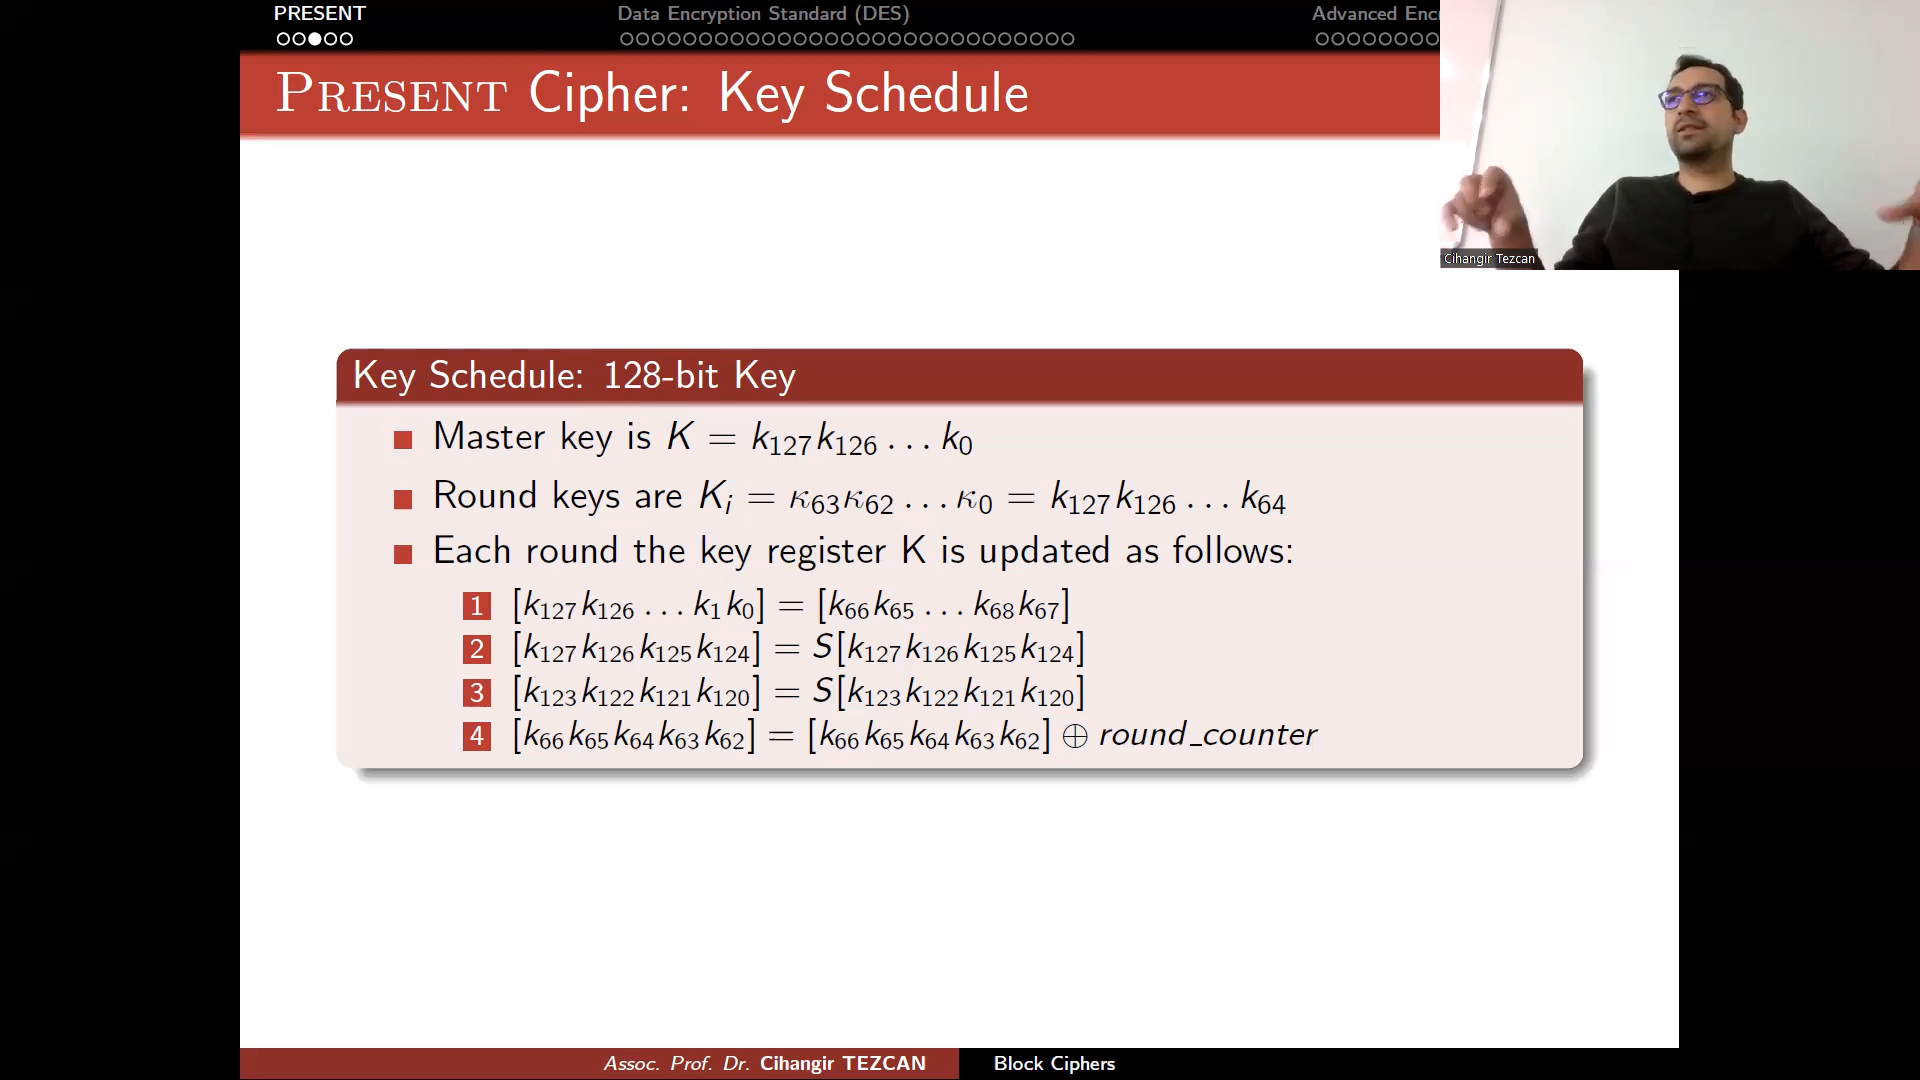 PRESENT
Data Encryption Standard (DES)
Advanced Enc
PRESENT Cipher: Key Schedule
Cihangir Tezcan
Key Schedule: 128-bit Key
Master key is K = k₁₂₇k₁₂₆ … k₀
Round keys are Kᵢ = κ₆₃κ₆₂ … κ₀ = k₁₂₇k₁₂₆ … k₆₄
Each round the key register K is updated as follows:
1 [k₁₂₇k₁₂₆ … k₁k₀] = [k₆₆k₆₅ … k₆₈k₆₇]
2 [k₁₂₇k₁₂₆k₁₂₅k₁₂₄] = S[k₁₂₇k₁₂₆k₁₂₅k₁₂₄]
3 [k₁₂₃k₁₂₂k₁₂₁k₁₂₀] = S[k₁₂₃k₁₂₂k₁₂₁k₁₂₀]
4 [k₆₆k₆₅k₆₄k₆₃k₆₂] = [k₆₆k₆₅k₆₄k₆₃k₆₂] ⊕ round_counter
Assoc. Prof. Dr. Cihangir TEZCAN
Block Ciphers